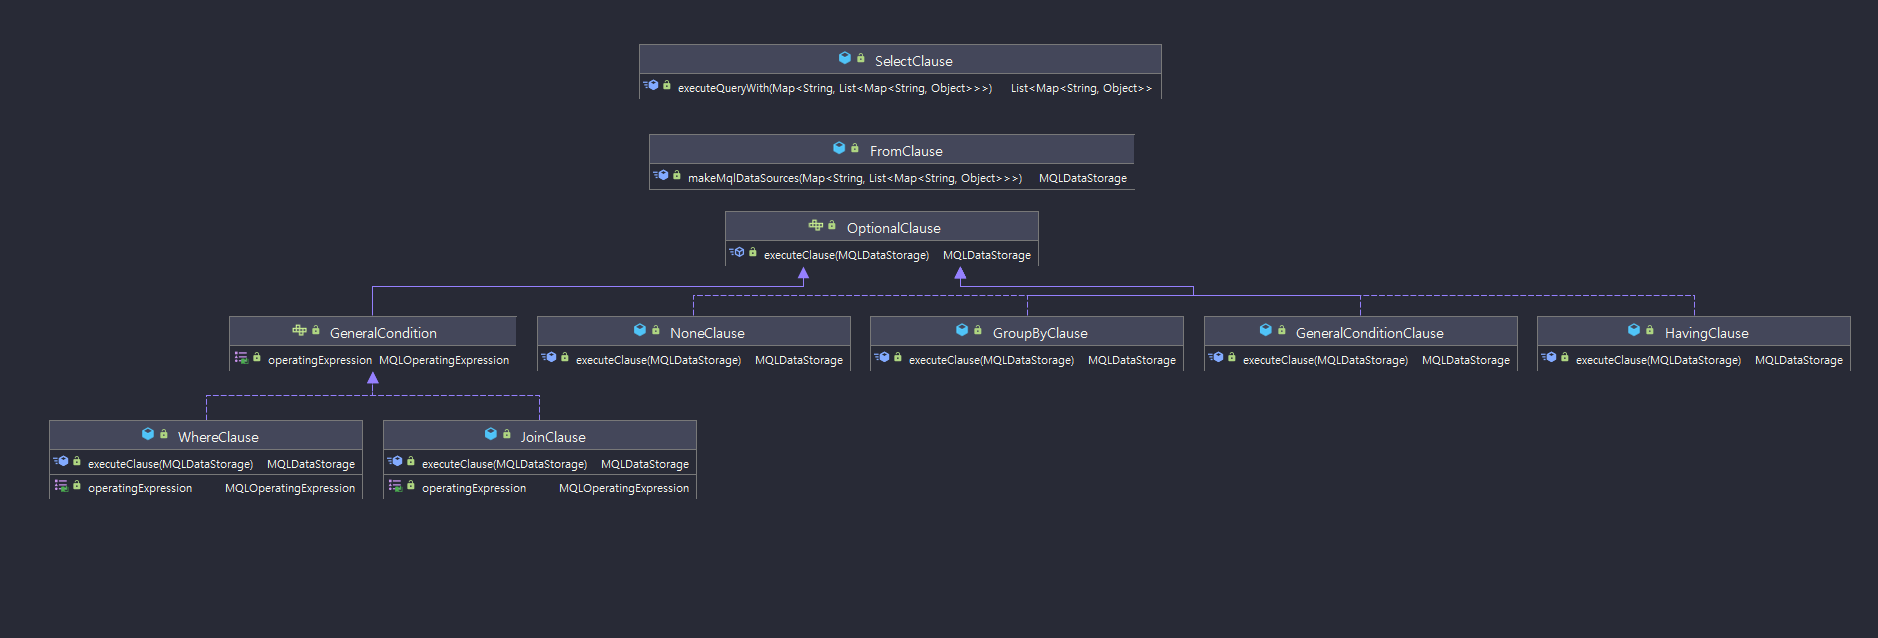 SelectClause
executeQueryWith(Map<String, List<Map<String, Object>>>) List<Map<String, Object>>
FromClause
makeMqlDataSources(Map<String, List<Map<String, Object>>>) MQLDataStorage
OptionalClause
executeClause(MQLDataStorage) MQLDataStorage
GeneralCondition
operatingExpression MQLOperatingExpression
NoneClause
executeClause(MQLDataStorage) MQLDataStorage
GroupByClause
executeClause(MQLDataStorage) MQLDataStorage
GeneralConditionClause
executeClause(MQLDataStorage) MQLDataStorage
HavingClause
executeClause(MQLDataStorage) MQLDataStorage
WhereClause
executeClause(MQLDataStorage) MQLDataStorage
operatingExpression MQLOperatingExpression
JoinClause
executeClause(MQLDataStorage) MQLDataStorage
operatingExpression MQLOperatingExpression